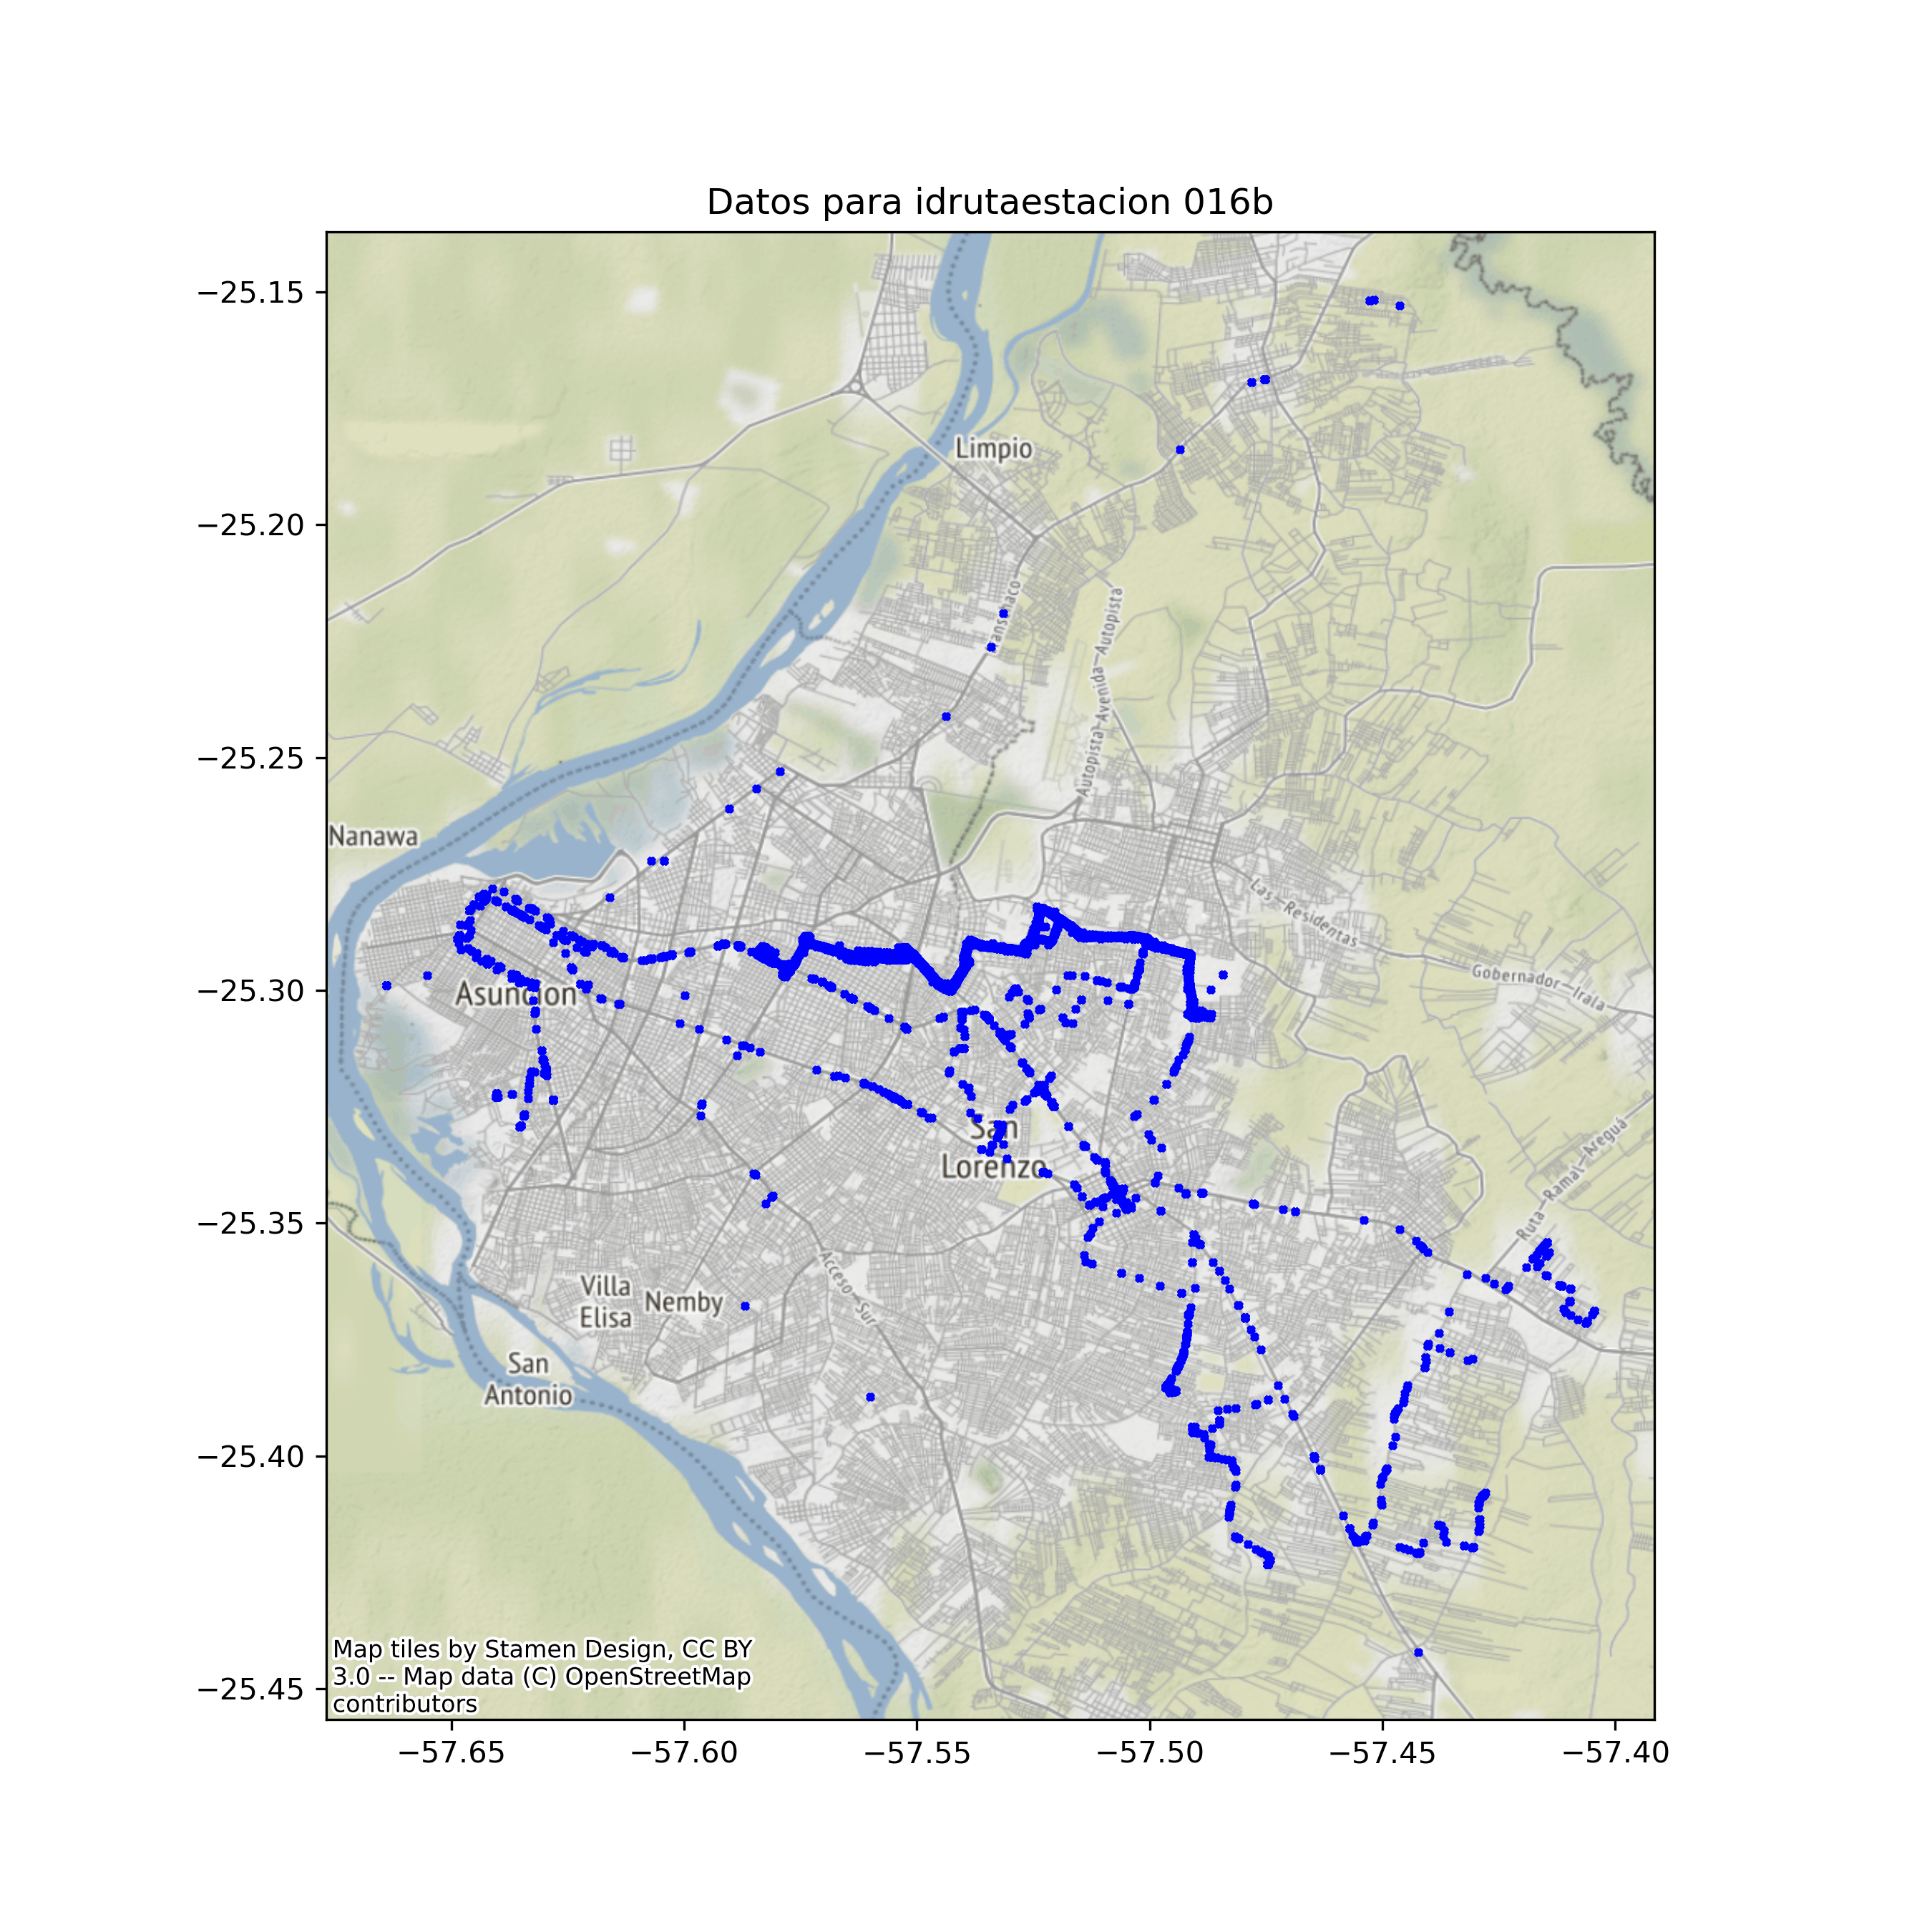 Datos para idrutaestacion 016b
−25.15
−25.20
−25.25
−25.30
−25.35
−25.40
−25.45
Limpio
Autopista-Avenida-Autopista
Nanawa
Las-Residentas
Gobernador-Irala
Asuncion
San
Lorenzo
Ruta-Ramal-Areguá
Acceso-Sur
Villa
Elisa
Nemby
San
Antonio
Map tiles by Stamen Design, CC BY
3.0 -- Map data (C) OpenStreetMap
contributors
−57.65
−57.60
−57.55
−57.50
−57.45
−57.40